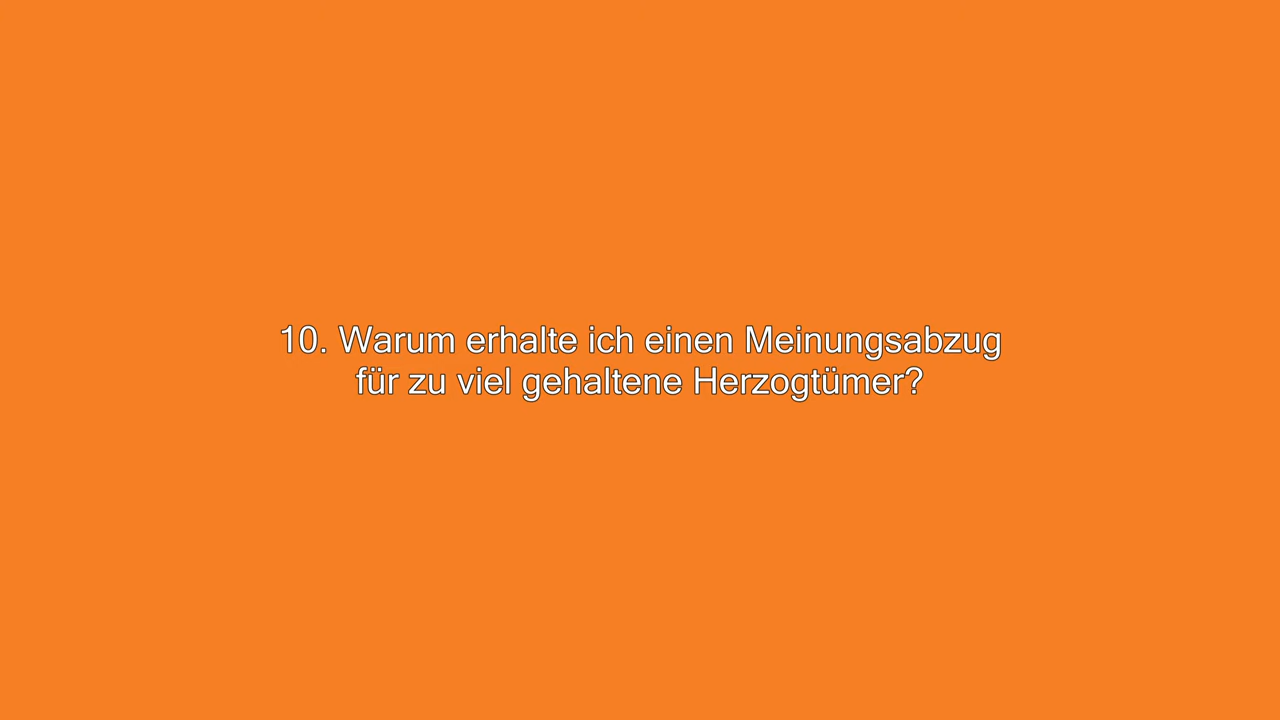 10. Warum erhalte ich einen Meinungsabzug
für zu viel gehaltene Herzogtümer?